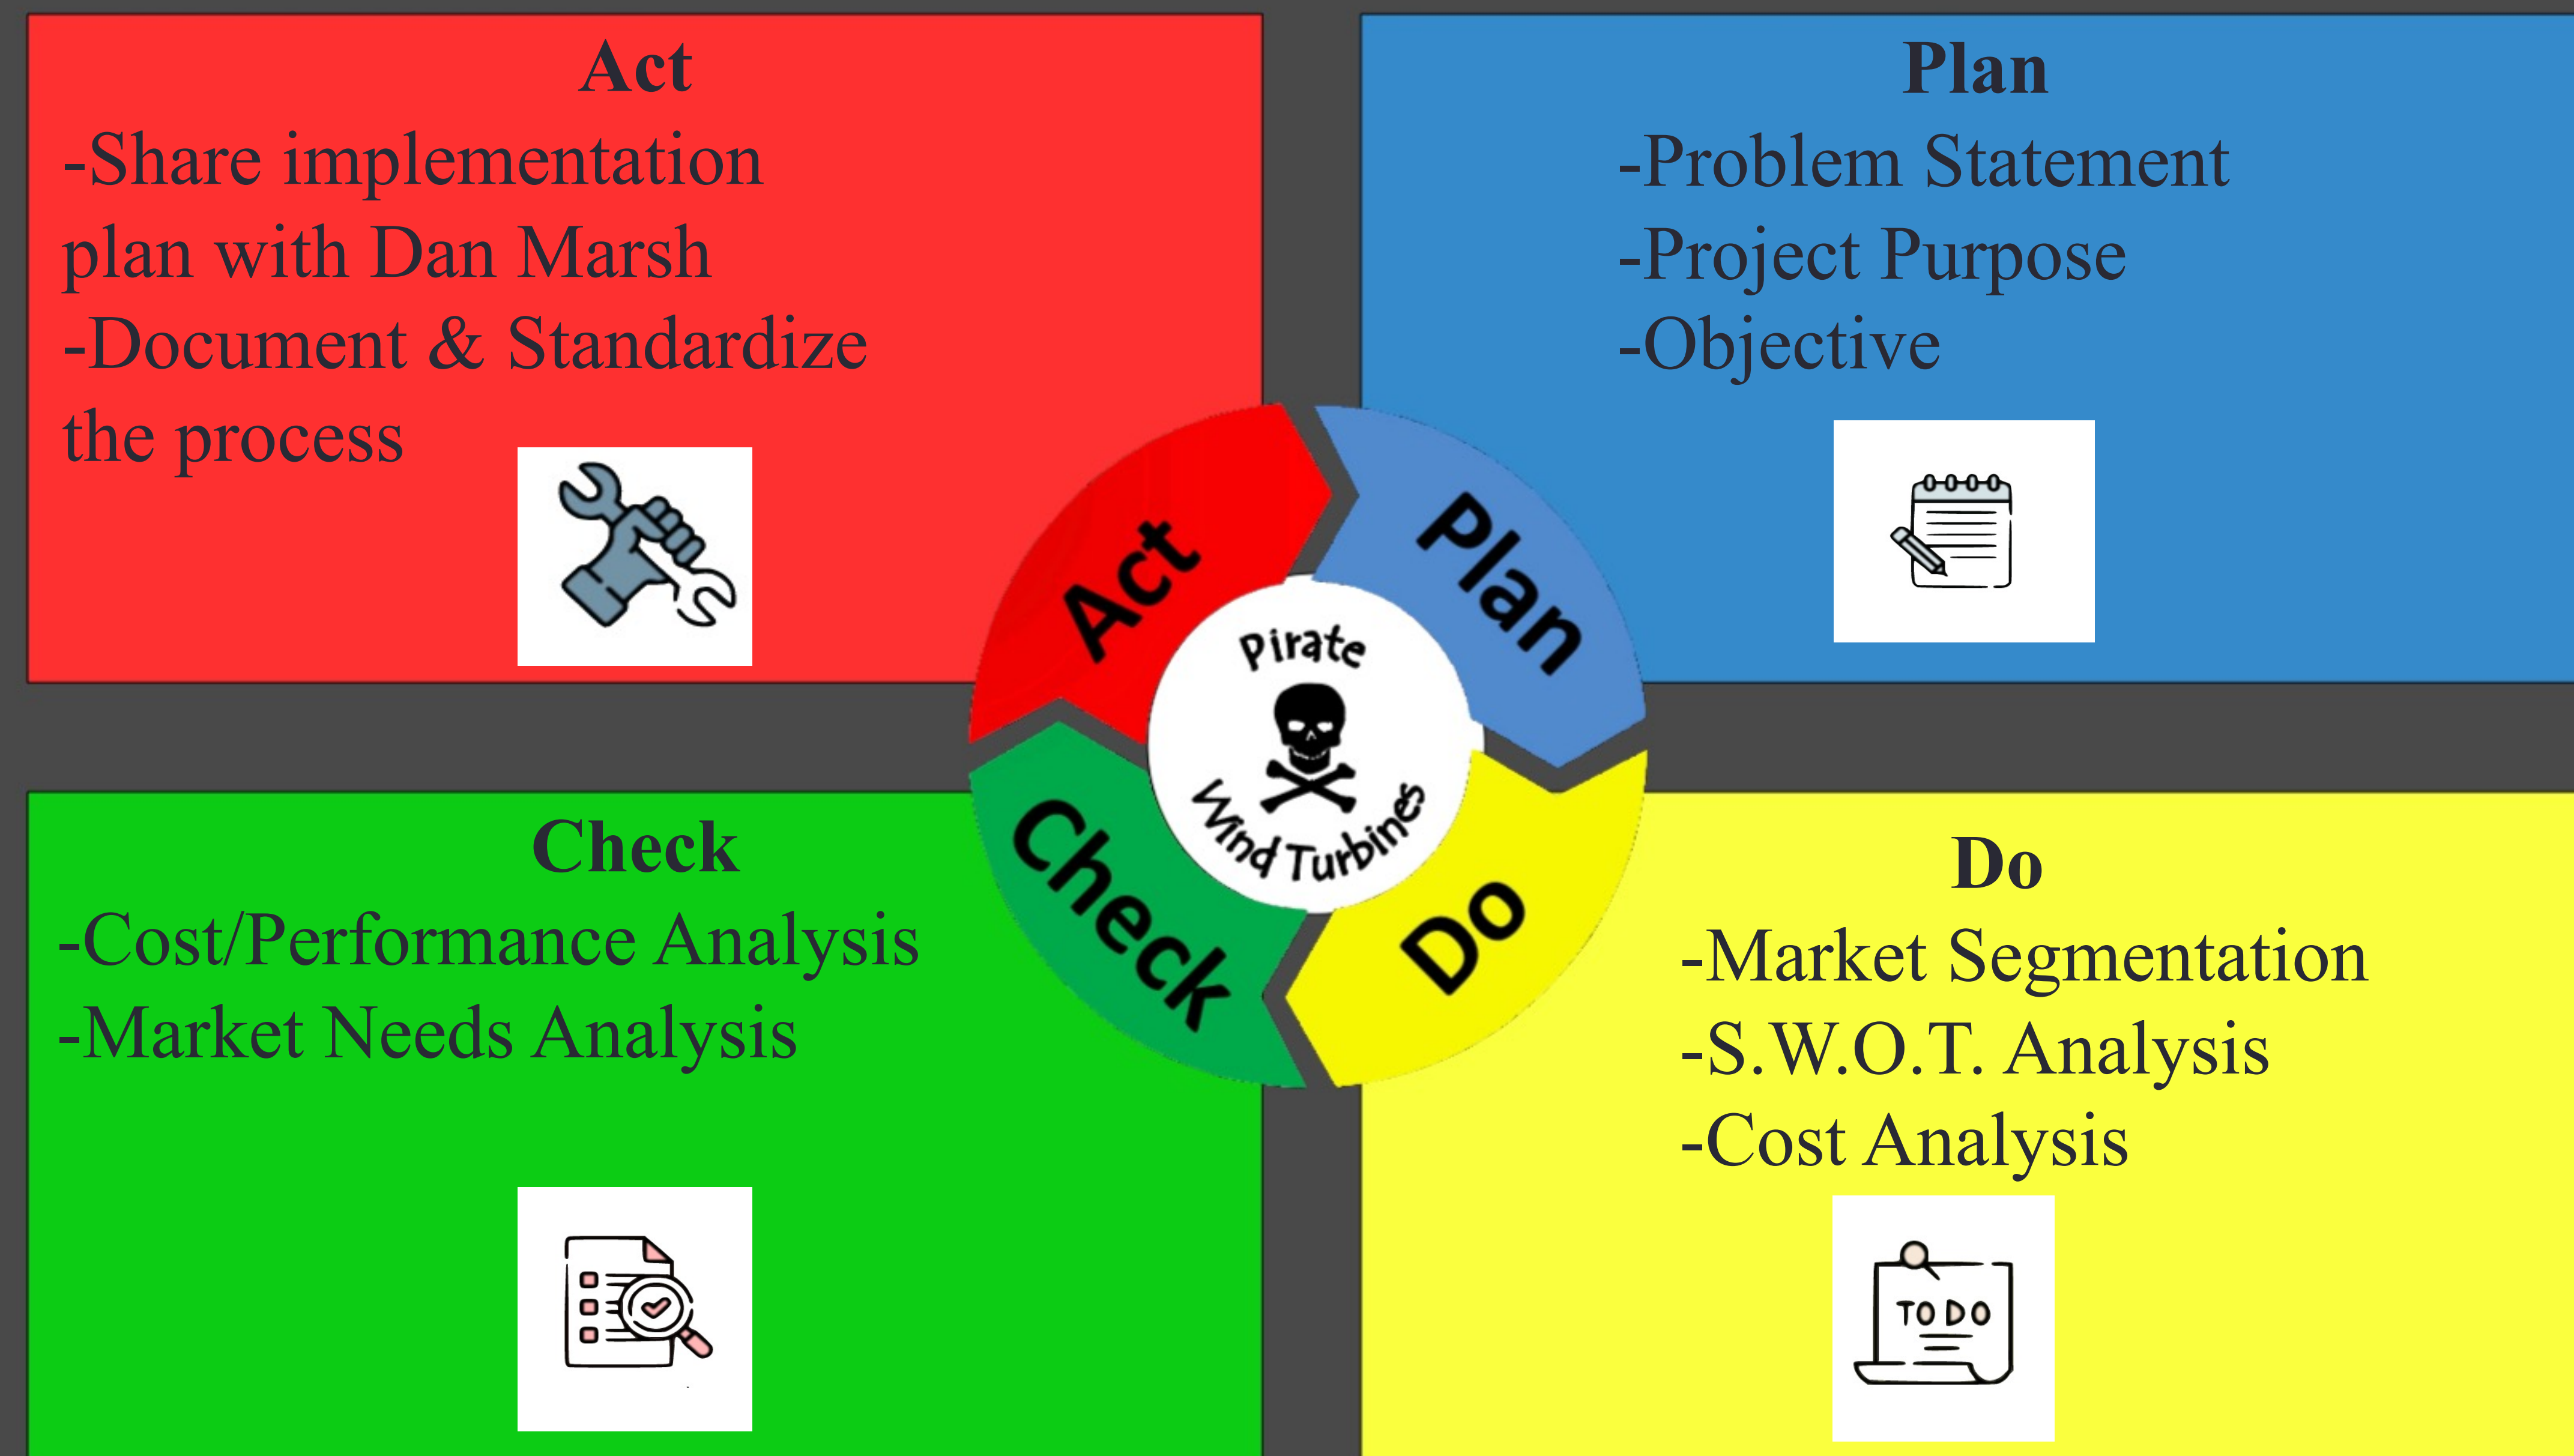 Act
-Share implementation
plan with Dan Marsh
-Document & Standardize
the process
Plan
-Problem Statement
-Project Purpose
-Objective
Act
Plan
Pirate
Wind Turbines
Check
Do
Check
-Cost/Performance Analysis
-Market Needs Analysis
Do
-Market Segmentation
-S.W.O.T. Analysis
-Cost Analysis
TO DO